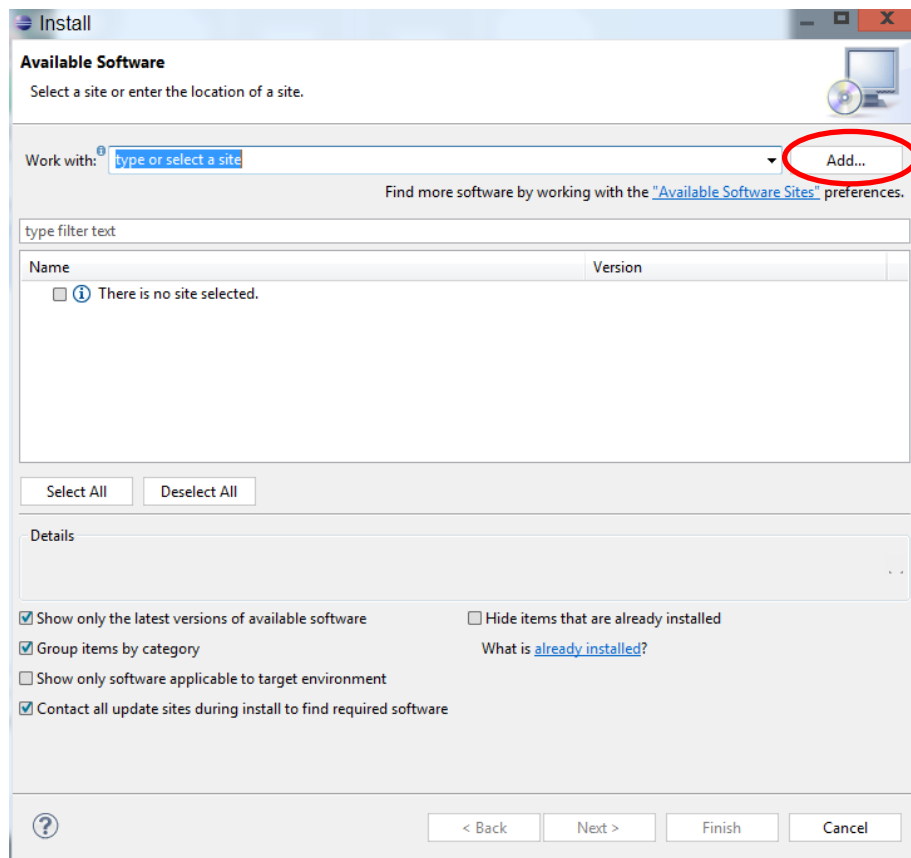 Install
Available Software
Select a site or enter the location of a site.
Work with: type or select a site Add...
Find more software by working with the "Available Software Sites" preferences.
type filter text
Name Version
There is no site selected.
Select All Deselect All
Details
Show only the latest versions of available software Hide items that are already installed
Group items by category What is already installed?
Show only software applicable to target environment
Contact all update sites during install to find required software
< Back Next > Finish Cancel